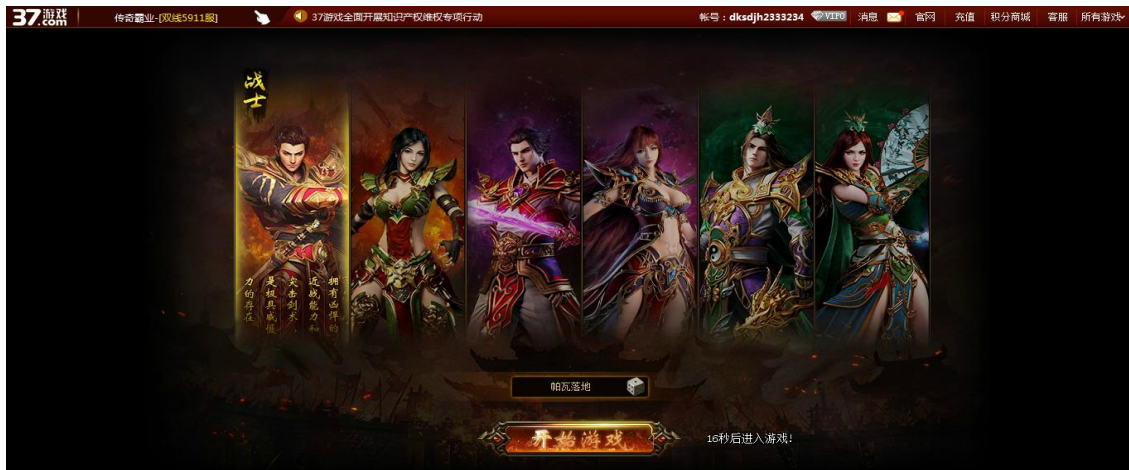 37游戏
.com
传奇霸业-[双线5911服]
37游戏全面开展知识产权维权专项行动
帐号：dksdjh2333234
VIP0
消息
官网
充值
积分商城
客服
所有游戏
战士
拥有凶悍的
近战能力和
突击剑术，
是极具威慑
力的存在
帕瓦落地
开始游戏
16秒后进入游戏!